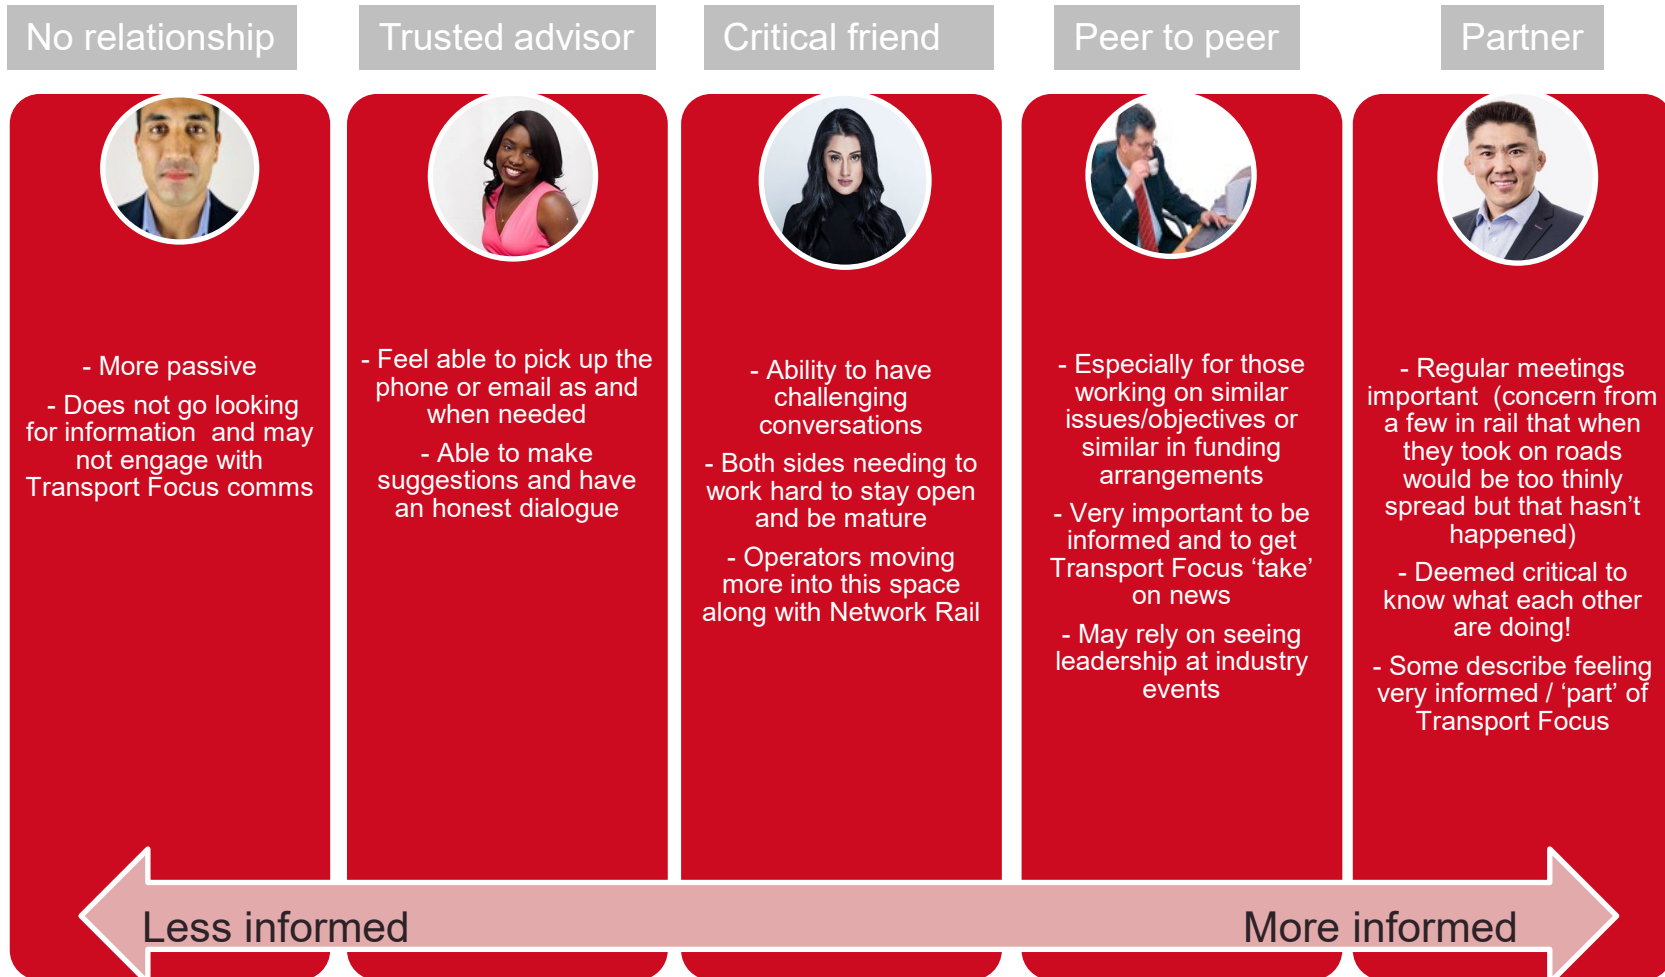 No relationship
Trusted advisor
Critical friend
Peer to peer
Partner
- More passive
- Does not go looking
for information  and may
not engage with
Transport Focus comms
- Feel able to pick up the
phone or email as and
when needed
- Able to make
suggestions and have
an honest dialogue
- Ability to have
challenging
conversations
- Both sides needing to
work hard to stay open
and be mature
- Operators moving
more into this space
along with Network Rail
- Especially for those
working on similar
issues/objectives or
similar in funding
arrangements
- Very important to be
informed and to get
Transport Focus ‘take’
on news
- May rely on seeing
leadership at industry
events
- Regular meetings
important  (concern from
a few in rail that when
they took on roads
would be too thinly
spread but that hasn’t
happened)
- Deemed critical to
know what each other
are doing!
- Some describe feeling
very informed / ‘part’ of
Transport Focus
Less informed
More informed